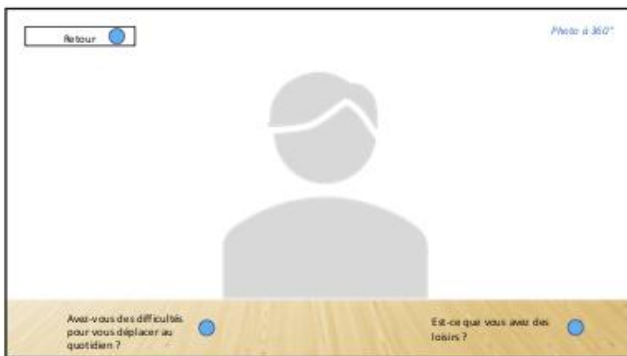 Retour
Photo à 360°
Avez-vous des difficultés
pour vous déplacer au
quotidien ?
Est-ce que vous avez des
loisirs ?